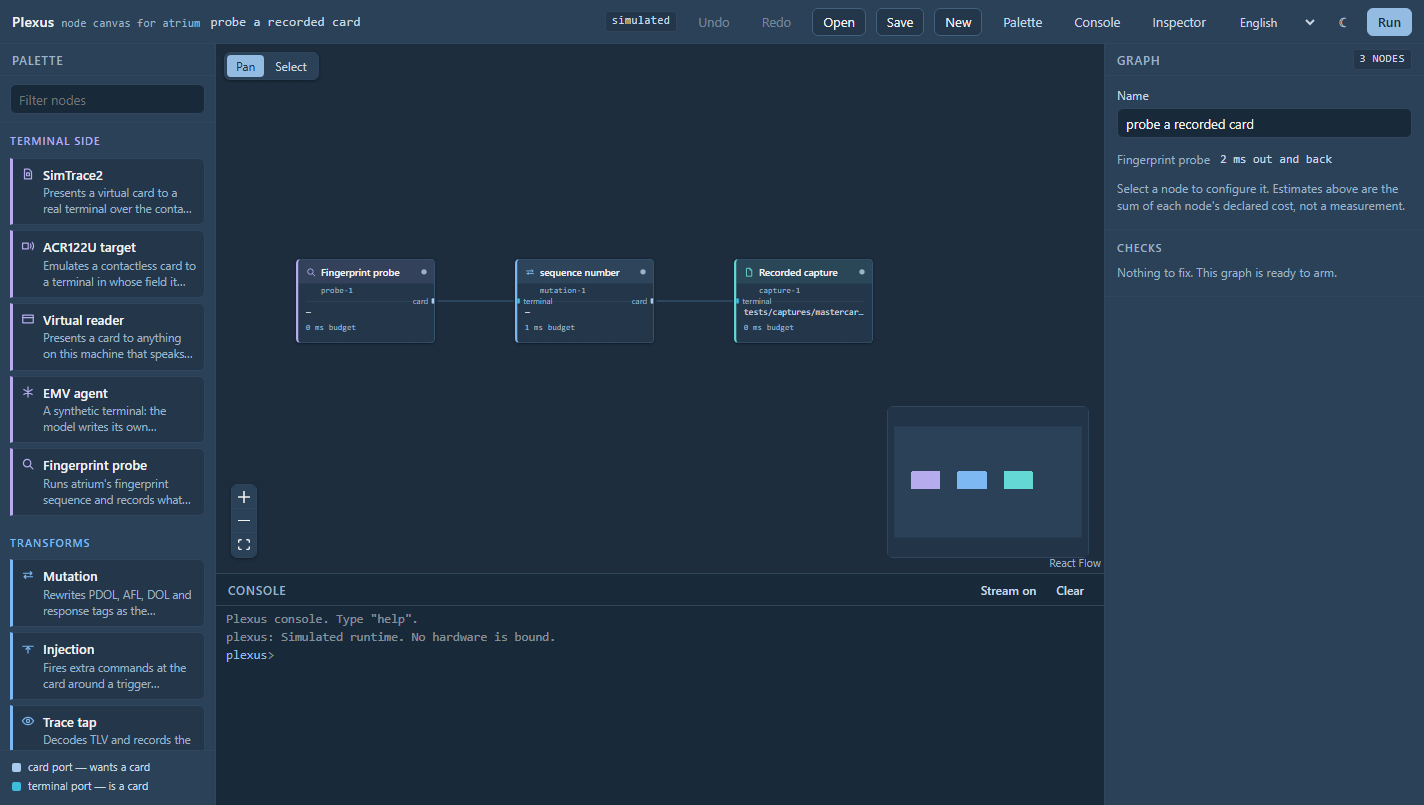 Plexus node canvas for atrium probe a recorded card
simulated Undo Redo Open Save New Palette Console Inspector English Run
PALETTE
Filter nodes
TERMINAL SIDE
SimTrace2
Presents a virtual card to a
real terminal over the conta...
ACR122U target
Emulates a contactless card to
a terminal in whose field it...
Virtual reader
Presents a card to anything
on this machine that speaks...
EMV agent
A synthetic terminal: the
model writes its own...
Fingerprint probe
Runs atrium's fingerprint
sequence and records what...
TRANSFORMS
Mutation
Rewrites PDOL, AFL, DOL and
response tags as the...
Injection
Fires extra commands at the
card around a trigger...
Trace tap
Decodes TLV and records the
card port — wants a card
terminal port — is a card
Pan Select
Fingerprint probe
probe-1
card
—
0 ms budget
sequence number
mutation-1
terminal card
—
1 ms budget
Recorded capture
capture-1
terminal
tests/captures/mastercar...
0 ms budget
React Flow
CONSOLE Stream on Clear
Plexus console. Type "help".
plexus: Simulated runtime. No hardware is bound.
plexus>
GRAPH 3 NODES
Name
probe a recorded card
Fingerprint probe 2 ms out and back
Select a node to configure it. Estimates above are the
sum of each node's declared cost, not a measurement.
CHECKS
Nothing to fix. This graph is ready to arm.